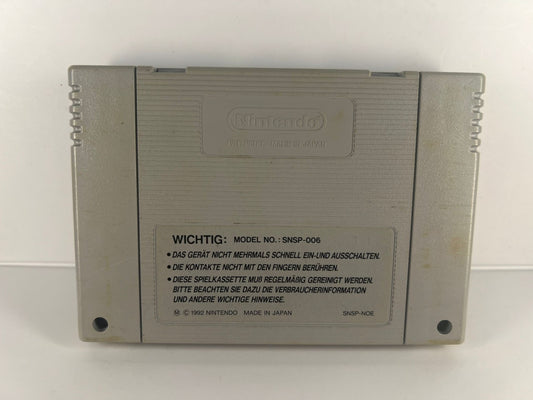 Nintendo
WICHTIG: MODEL NO.: SNSP-006
• DAS GERÄT NICHT MEHRMALS SCHNELL EIN-UND AUSSCHALTEN.
• DIE KONTAKTE NICHT MIT DEN FINGERN BERÜHREN.
• DIESE SPIELKASSETTE MUß REGELMÄßIG GEREINIGT WERDEN.
BITTE BEACHTEN SIE DAZU DIE VERBRAUCHERINFORMATION
UND ANDERE WICHTIGE HINWEISE.
Ⓜ © 1992 NINTENDO MADE IN JAPAN SNSP-NOE